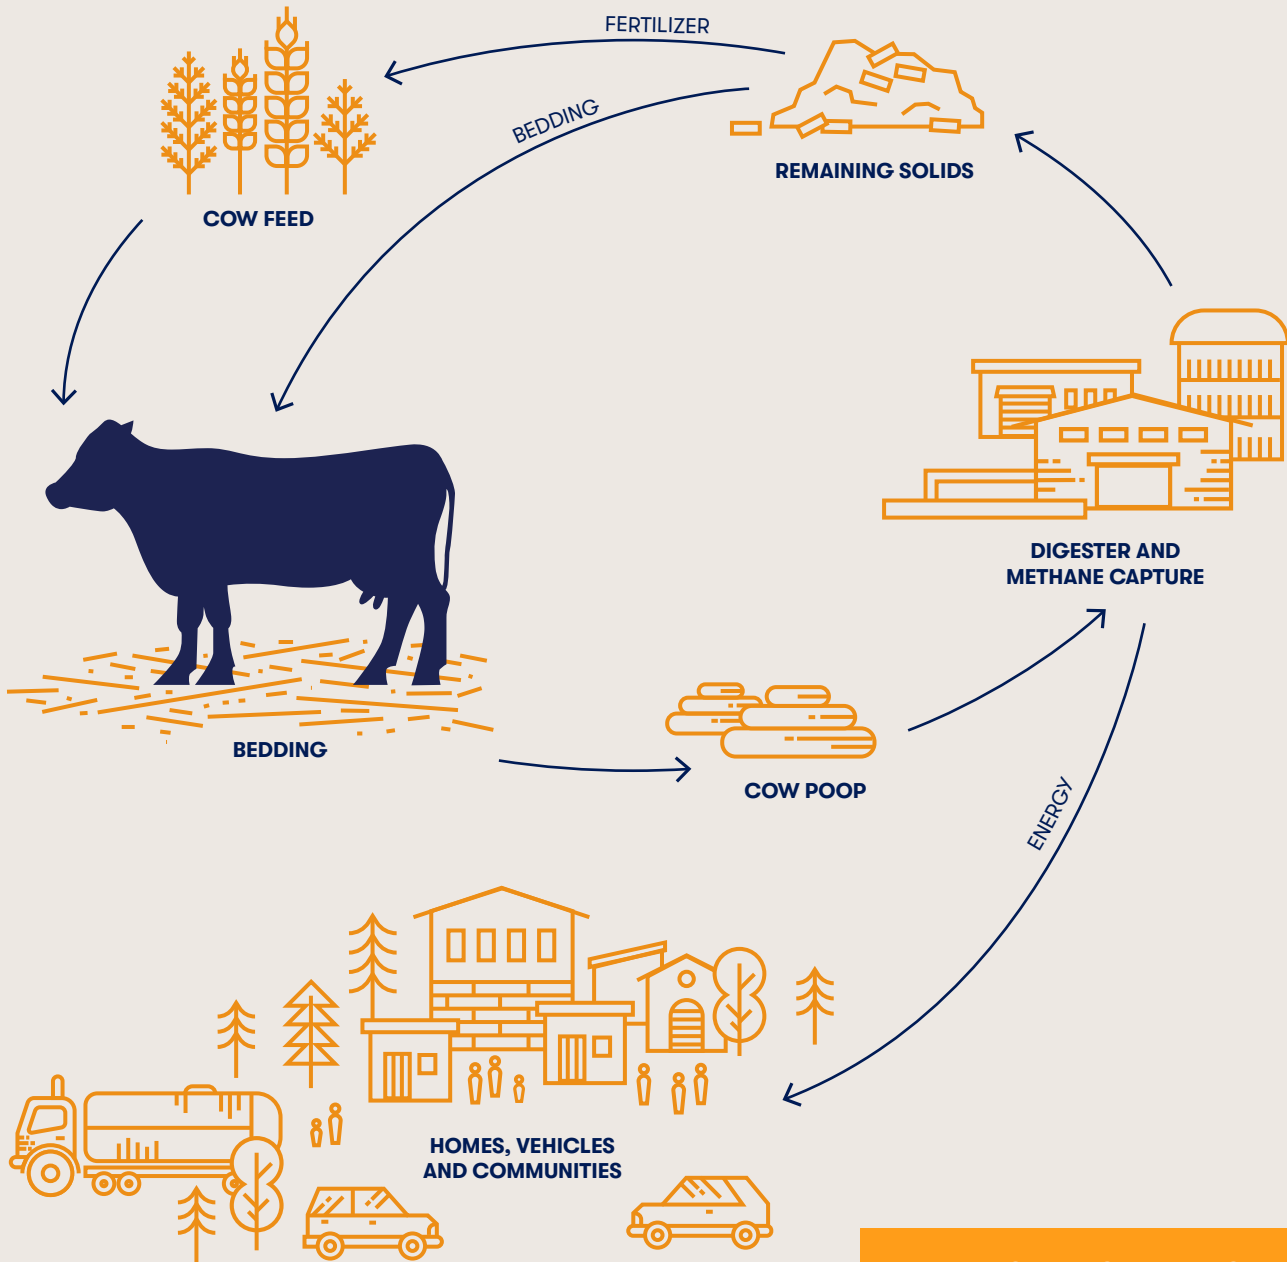 FERTILIZER
BEDDING
REMAINING SOLIDS
COW FEED
DIGESTER AND
METHANE CAPTURE
BEDDING
COW POOP
ENERGY
HOMES, VEHICLES
AND COMMUNITIES